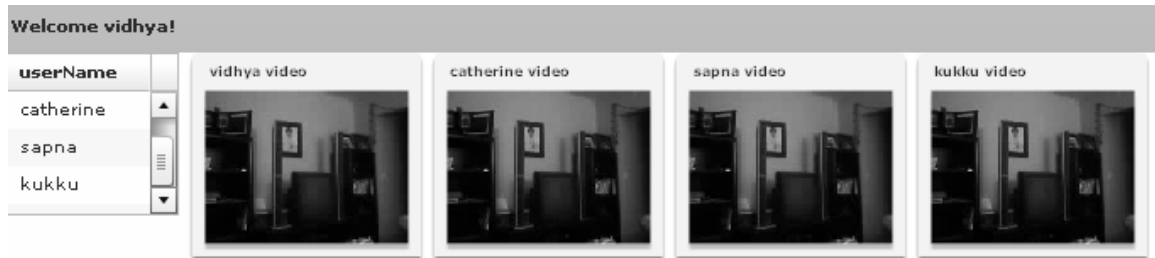 Welcome vidhya!
userName
catherine
sapna
kukku
vidhya video
catherine video
sapna video
kukku video